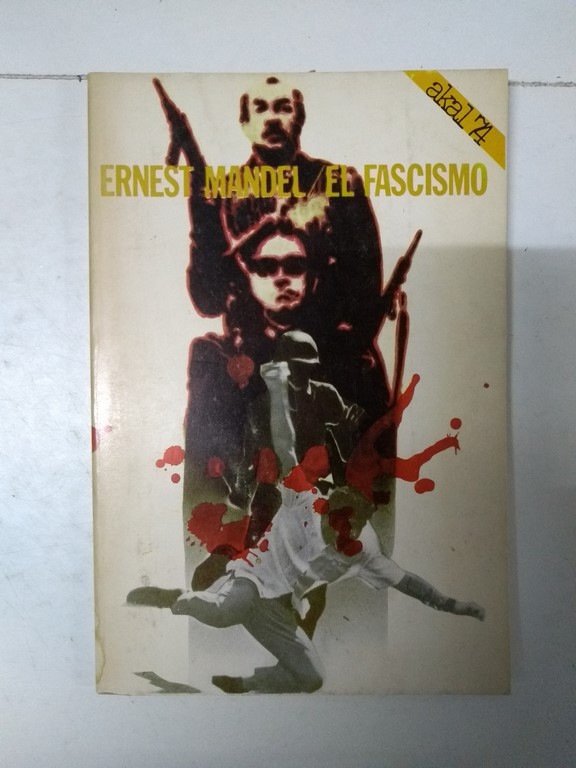 akal 74
ERNEST MANDEL / EL FASCISMO